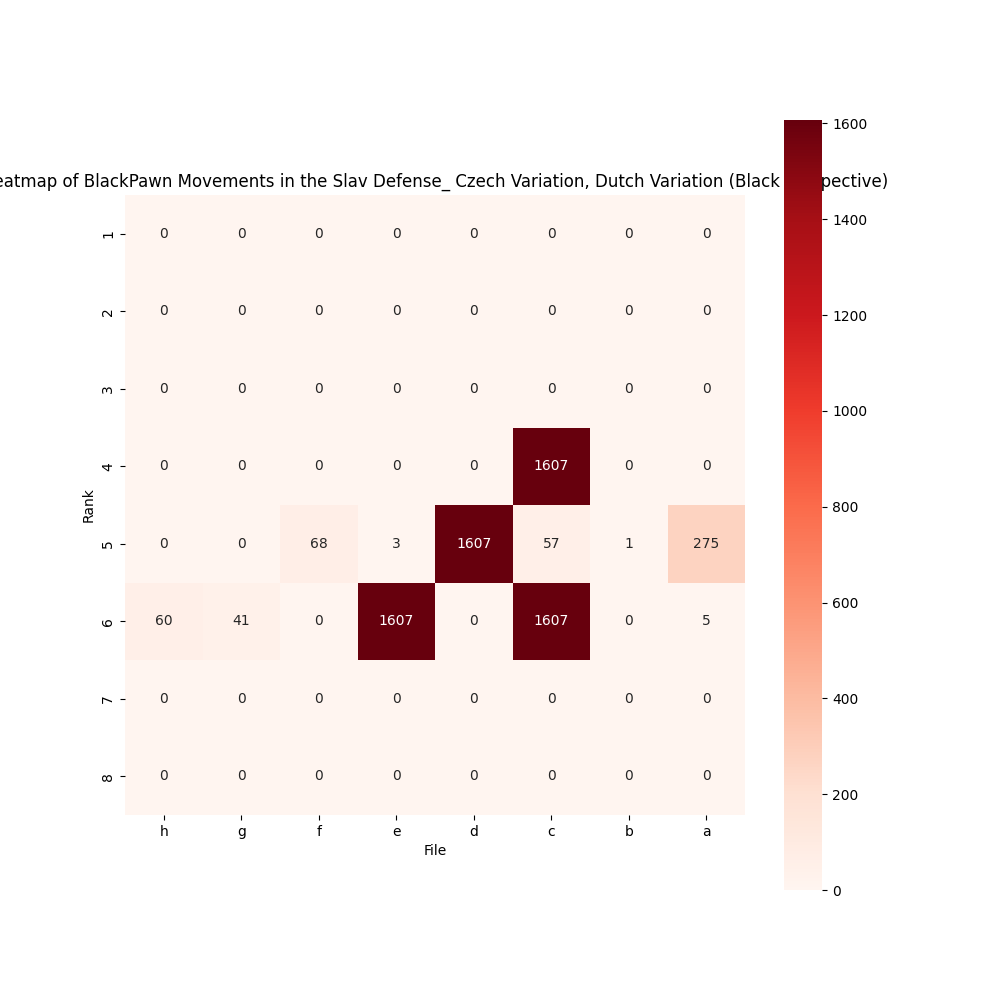 eatmap of BlackPawn Movements in the Slav Defense_ Czech Variation, Dutch Variation (Black pective)
1600
1 0 0 0 0 0 0 0 0
1400
2 0 0 0 0 0 0 0 0
1200
3 0 0 0 0 0 0 0 0
1000
4 0 0 0 0 0 1607 0 0
Rank
5 0 0 68 3 1607 57 1 275
800
6 60 41 0 1607 0 1607 0 5
600
7 0 0 0 0 0 0 0 0
400
8 0 0 0 0 0 0 0 0
200
h g f e d c b a
File
0